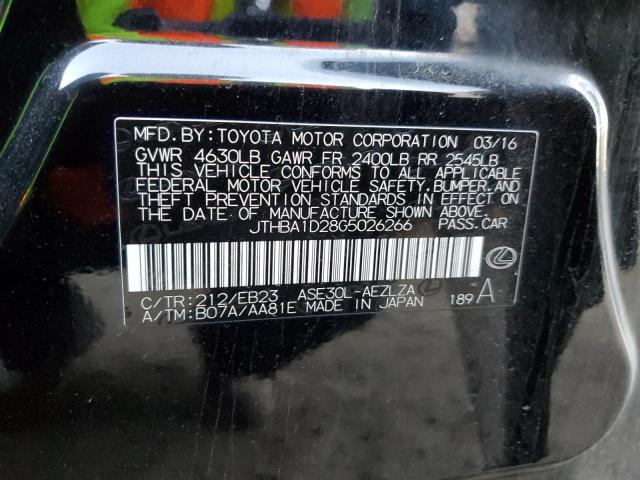 MFD. BY: TOYOTA MOTOR CORPORATION 03/16
GVWR 4630LB GAWR FR 2400LB RR 2545LB
THIS VEHICLE CONFORMS TO ALL APPLICABLE
FEDERAL MOTOR VEHICLE SAFETY, BUMPER, AND
THEFT PREVENTION STANDARDS IN EFFECT ON
THE DATE OF MANUFACTURE SHOWN ABOVE.
JTHBA1D28G5026266 PASS. CAR
C/TR: 212/EB23 ASE30L-AEZLZA
A/TM: B07A/AA81E MADE IN JAPAN 189 A